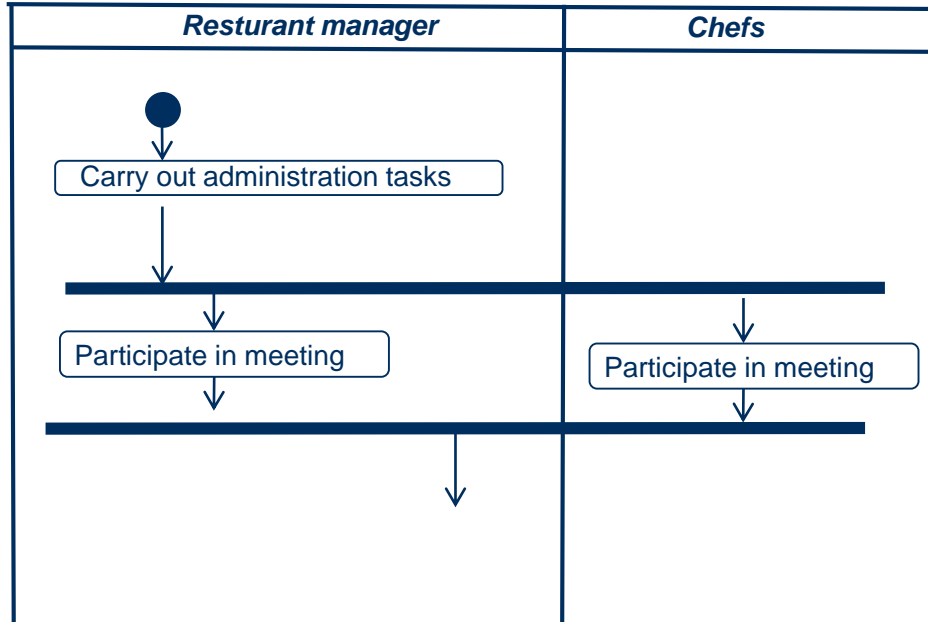 Resturant manager
Chefs
Carry out administration tasks
Participate in meeting
Participate in meeting